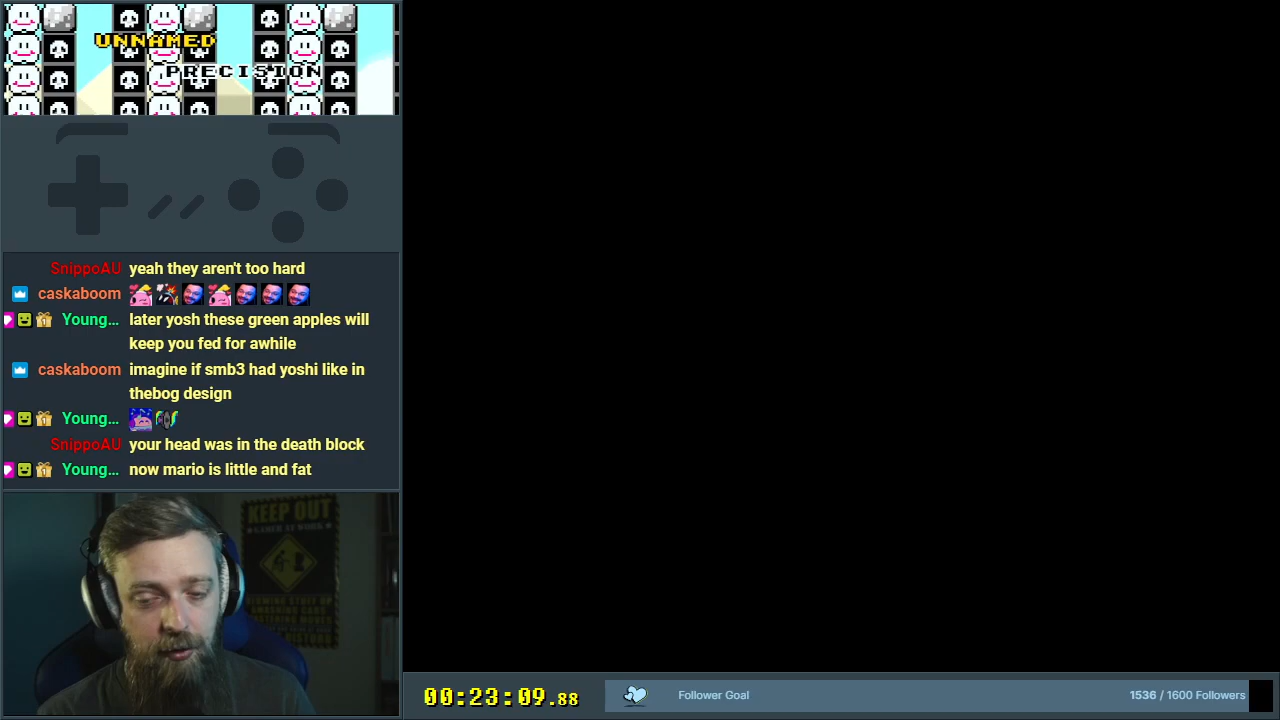 UNNAMED
PRECISION
SnippoAU yeah they aren't too hard
caskaboom
Young... later yosh these green apples will
keep you fed for awhile
caskaboom imagine if smb3 had yoshi like in
thebog design
Young...
SnippoAU your head was in the death block
Young... now mario is little and fat
KEEP OUT
00:23:09.88
Follower Goal
1536 / 1600 Followers